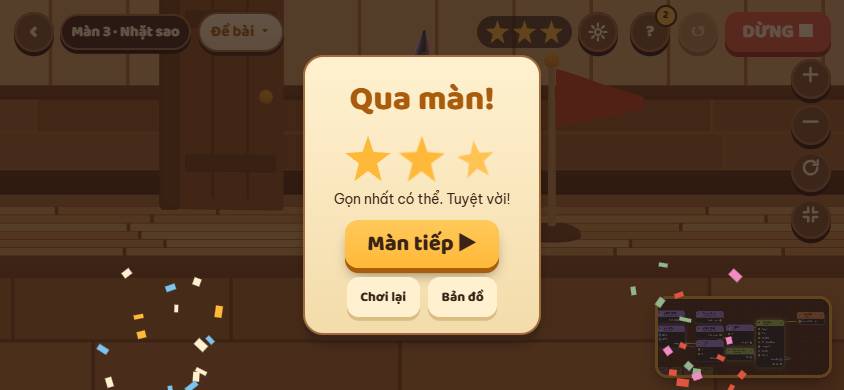 Màn 3 • Nhặt sao
Đề bài
2
?
DỪNG
Qua màn!
Gọn nhất có thể. Tuyệt vời!
Màn tiếp
Chơi lại
Bản đồ